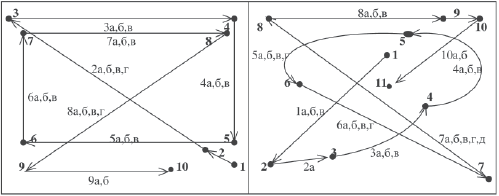 3
3а,б,в
4
7
7а,б,в
8
2а,б,в,г
4а,б,в
6а,б,в
8а,б,в,г
6
5а,б,в
5
2
9
10
1
9а,б
8
8а,б,в
9
10
5
5а,б,в,г
1
10а,б
4а,б,в
6
11
4
1а,б,в
6а,б,в,г
7а,б,в,г,д
2
3
3а,б,в
2а
7